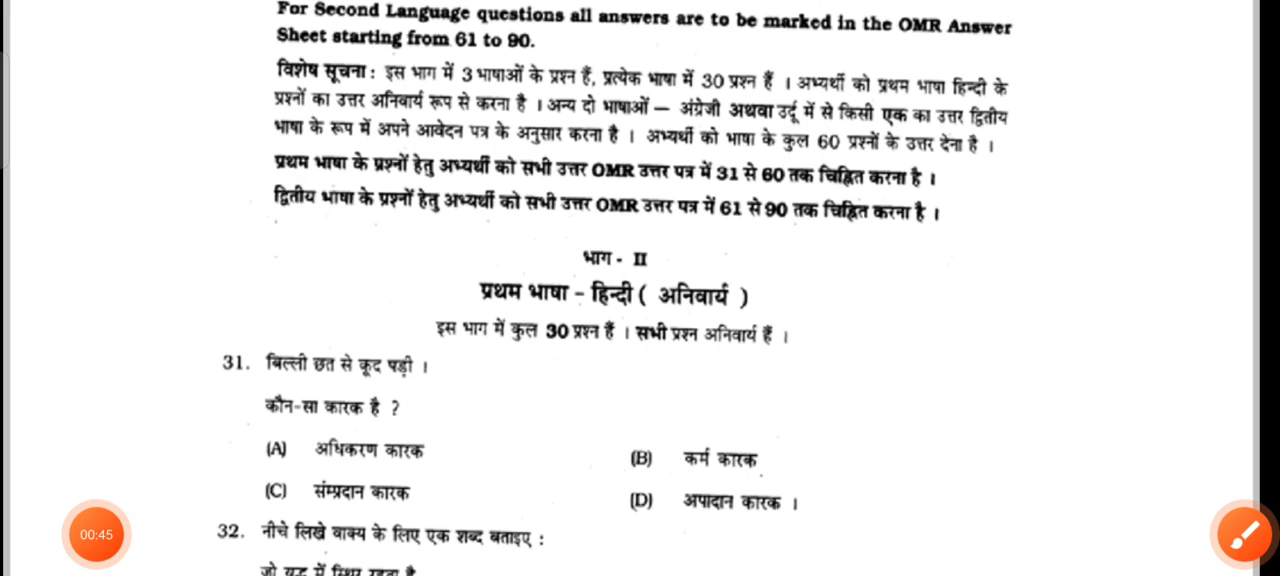 For Second Language questions all answers are to be marked in the OMR Answer
Sheet starting from 61 to 90.
विशेष सूचना : इस भाग में 3 भाषाओं के प्रश्न हैं, प्रत्येक भाषा में 30 प्रश्न हैं । अभ्यर्थी को प्रथम भाषा हिन्दी के
प्रश्नों का उत्तर अनिवार्य रूप से करना है । अन्य दो भाषाओं — अंग्रेजी अथवा उर्दू में से किसी एक का उत्तर द्वितीय
भाषा के रूप में अपने आवेदन पत्र के अनुसार करना है । अभ्यर्थी को भाषा के कुल 60 प्रश्नों के उत्तर देना है ।
प्रथम भाषा के प्रश्नों हेतु अभ्यर्थी को सभी उत्तर OMR उत्तर पत्र में 31 से 60 तक चिह्नित करना है ।
द्वितीय भाषा के प्रश्नों हेतु अभ्यर्थी को सभी उत्तर OMR उत्तर पत्र में 61 से 90 तक चिह्नित करना है ।
भाग - II
प्रथम भाषा - हिन्दी ( अनिवार्य )
इस भाग में कुल 30 प्रश्न हैं । सभी प्रश्न अनिवार्य हैं ।
31. बिल्ली छत से कूद पड़ी ।
कौन-सा कारक है ?
(A) अधिकरण कारक (B) कर्म कारक
(C) संम्प्रदान कारक (D) अपादान कारक ।
00:45
32. नीचे लिखे वाक्य के लिए एक शब्द बताइए :
जो युद्ध में स्थिर रहता है